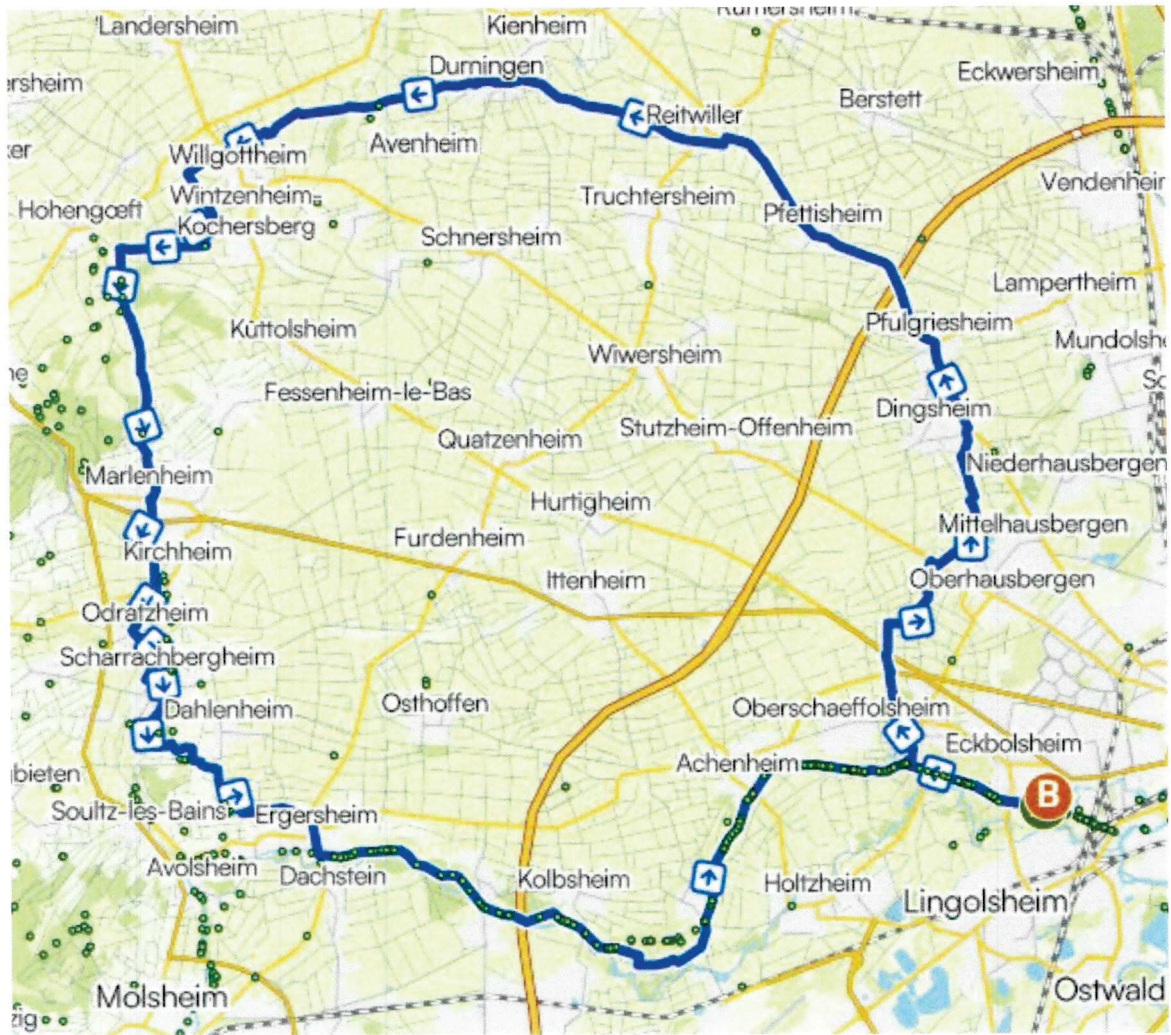 Landersheim
Kienheim
Durningen
Eckwersheim
Berstett
Reitwiller
Avenheim
Willgottheim
Wintzenheim-
Kochersberg
Hohengœft
Truchtersheim
Pfettisheim
Schnersheim
Lampertheim
Pfulgriesheim
Küttolsheim
Wiwersheim
Fessenheim-le-Bas
Dingsheim
Stutzheim-Offenheim
Quatzenheim
Niederhausbergen
Marlenheim
Hurtigheim
Mittelhausbergen
Furdenheim
Kirchheim
Ittenheim
Oberhausbergen
Odratzheim
Scharrachbergheim
Osthoffen
Dahlenheim
Oberschaeffolsheim
Eckbolsheim
Achenheim
B
Soultz-les-Bains
Ergersheim
Avolsheim
Dachstein
Kolbsheim
Holtzheim
Lingolsheim
Molsheim
Ostwald